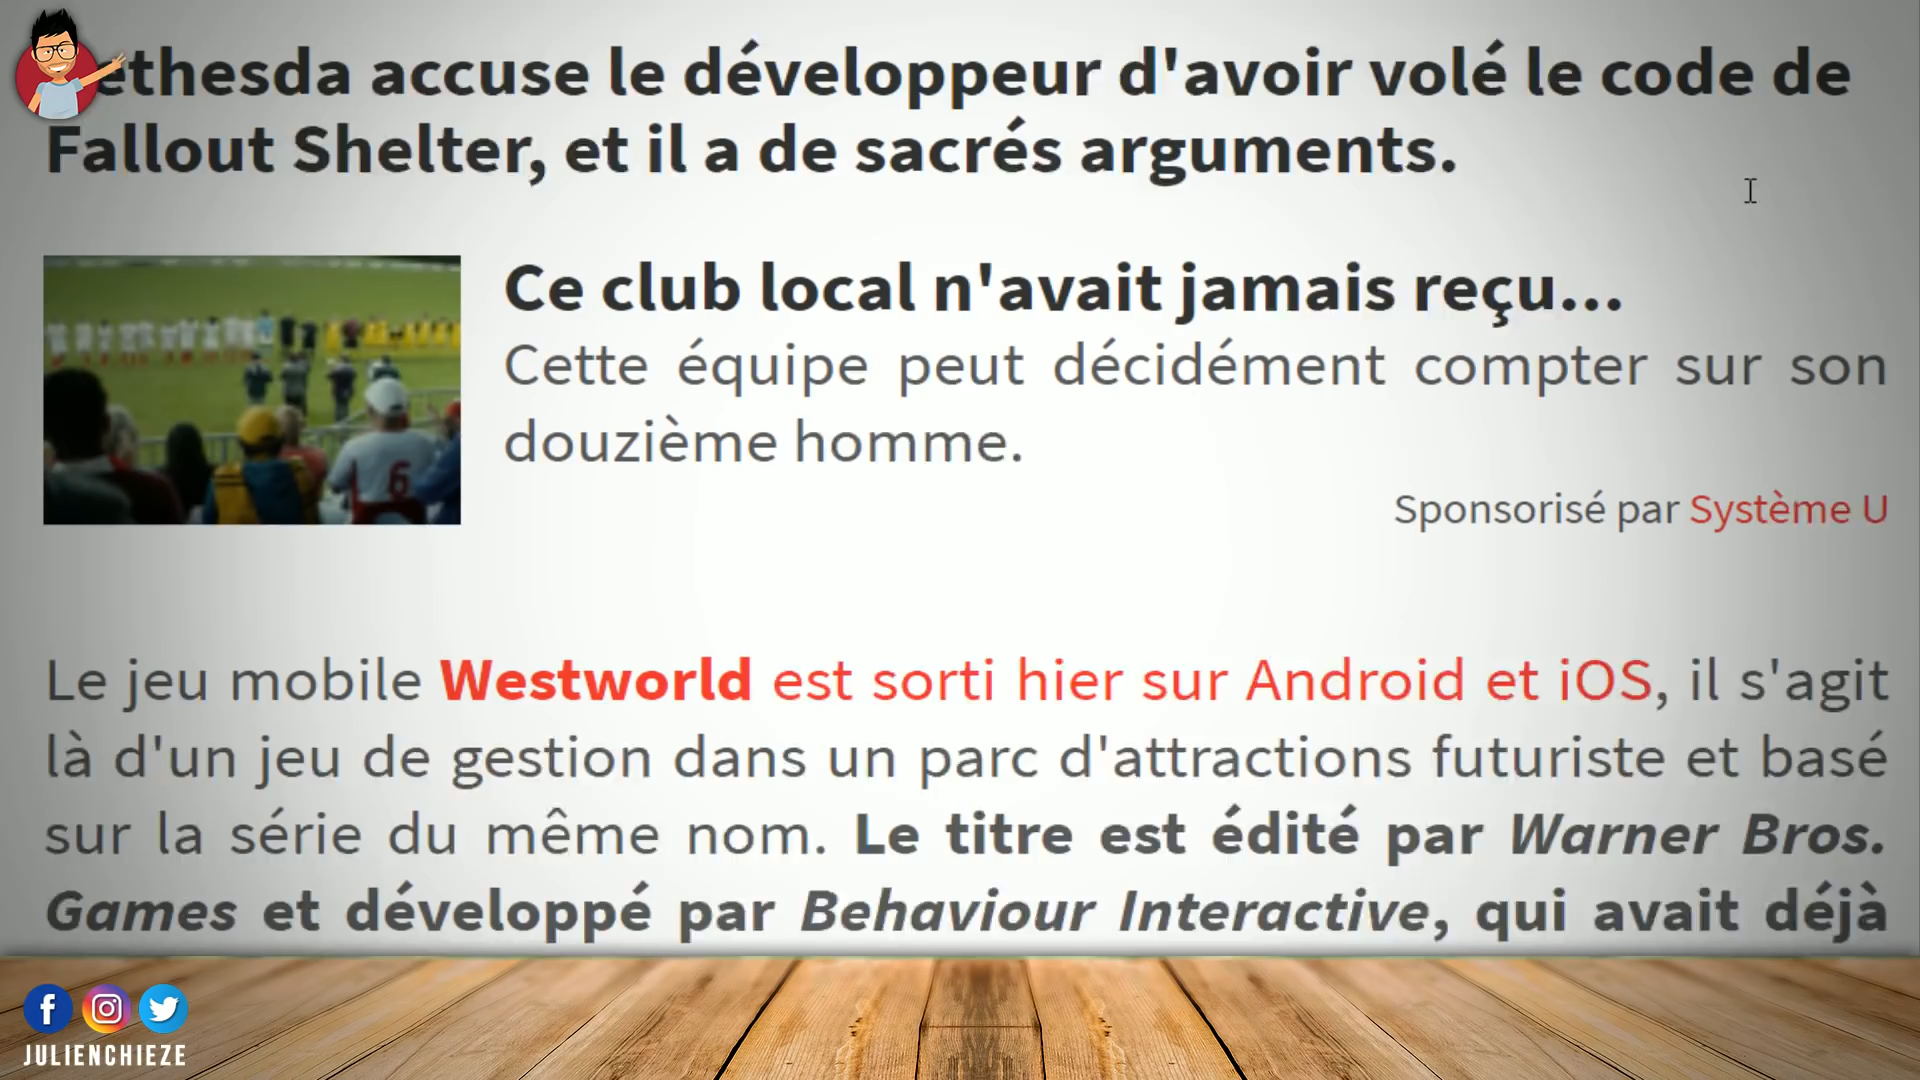 ethesda accuse le développeur d'avoir volé le code de
Fallout Shelter, et il a de sacrés arguments.
Ce club local n'avait jamais reçu...
Cette équipe peut décidément compter sur son
douzième homme.
Sponsorisé par Système U
6
Le jeu mobile Westworld est sorti hier sur Android et iOS, il s'agit
là d'un jeu de gestion dans un parc d'attractions futuriste et basé
sur la série du même nom. Le titre est édité par Warner Bros.
Games et développé par Behaviour Interactive, qui avait déjà
JULIENCHIEZE